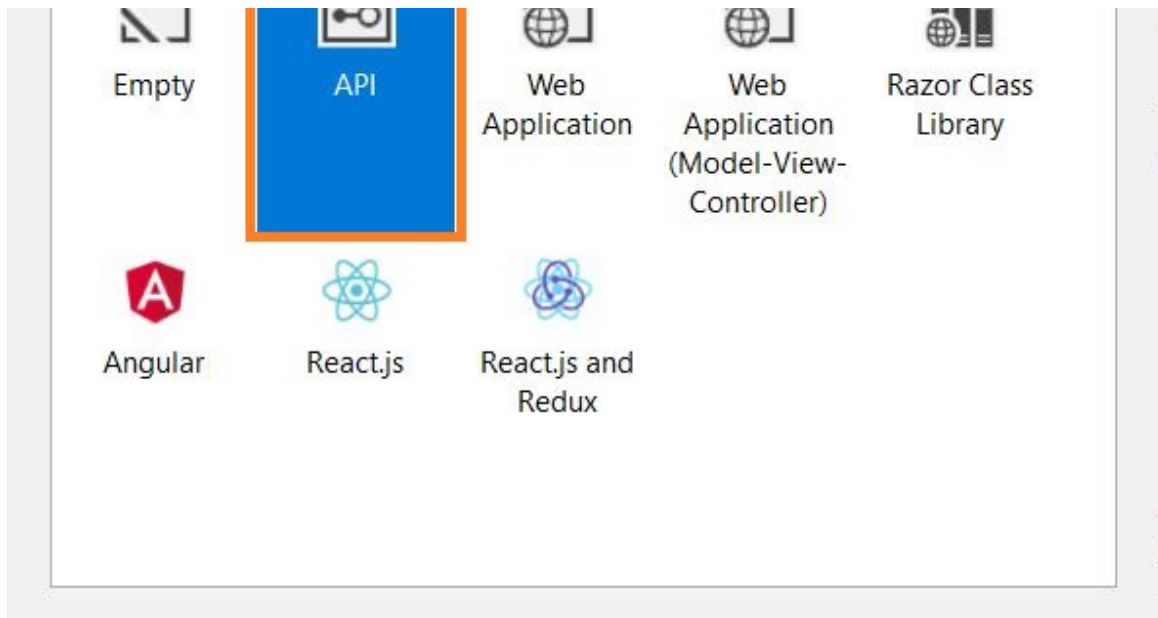 Empty
API
Web
Application
Web
Application
(Model-View-
Controller)
Razor Class
Library
Angular
React.js
React.js and
Redux